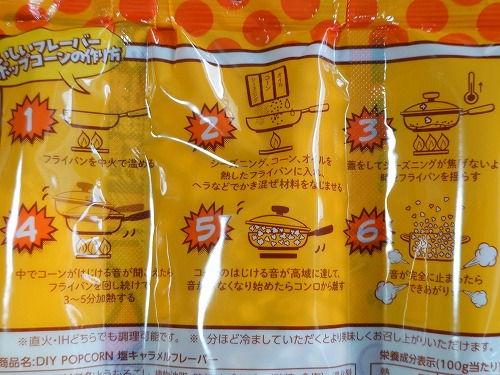 いしいフレーバー
ポップコーンの作り方
1
フライパンを中火で温める
2
オイル
コーン
シーズニング、コーン、オイルを
熱したフライパンに入れ、
ヘラなどでかき混ぜ材料をなじませる
3
蓋をしてシーズニングが焦げないよ
フライパンを揺らす
4
中でコーンがはじける音が聞こえたら
フライパンを回し続けて
3〜5分加熱する
5
コーンのはじける音が高域に達して、
音がしなくなり始めたらコンロから離す
6
音が完全に止まったら
できあがり
※直火・IHどちらでも調理可能です。
分ほど冷ましていただくとより美味しくお召し上がりいただけます。
商品名:DIY POPCORN 塩キャラメルフレーバー
栄養成分表示(100g当たり